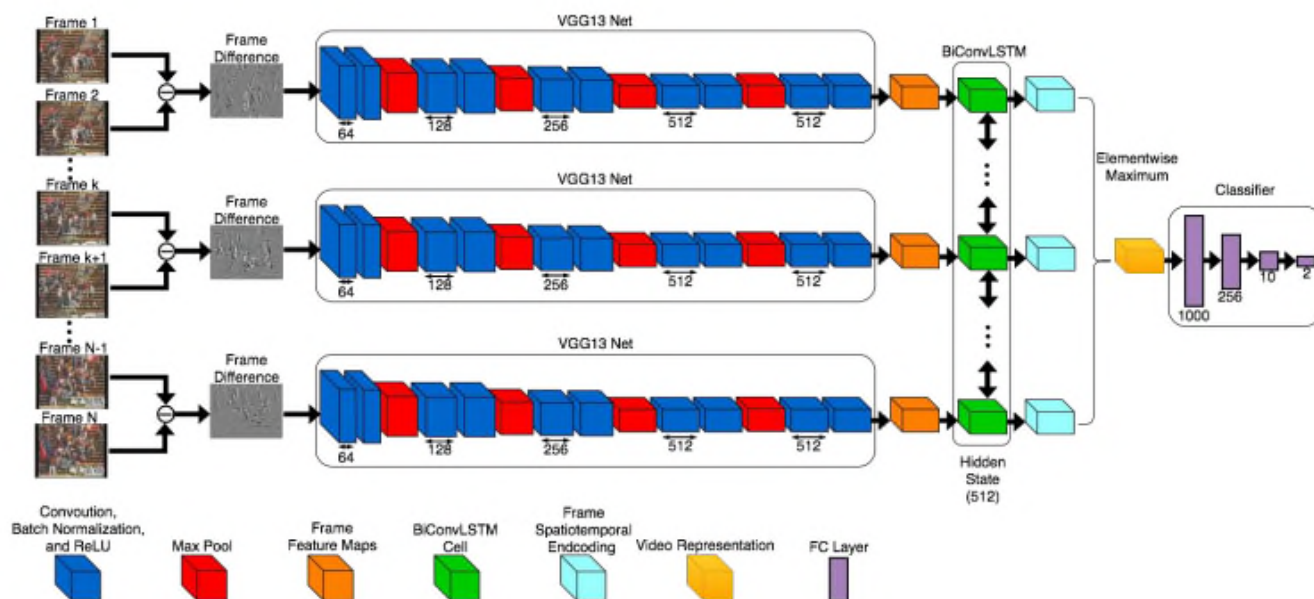 Frame 1
Frame 2
Frame Difference
VGG13 Net
64
128
256
512
512
BiConvLSTM
Frame k
Frame k+1
Frame Difference
VGG13 Net
64
128
256
512
512
Elementwise
Maximum
Classifier
1000
256
10
2
Frame N-1
Frame N
Frame
Difference
VGG13 Net
64
128
256
512
512
Hidden
State
(512)
Convoution,
Batch Normalization,
and ReLU
Max Pool
Frame
Feature Maps
BiConvLSTM
Cell
Frame
Spatiotemporal
Endcoding
Video Representation
FC Layer